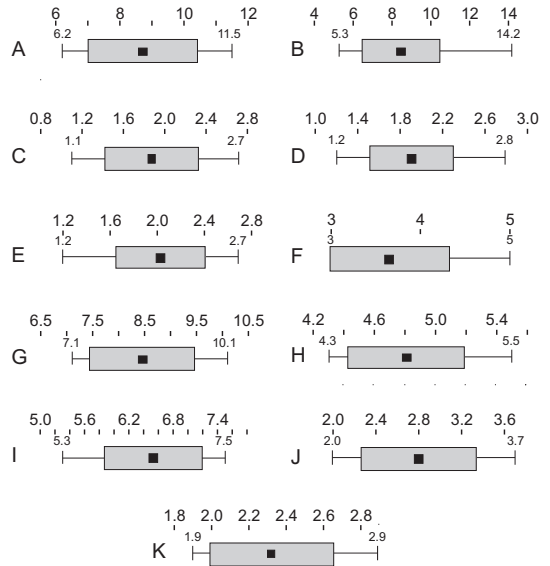 6 8 10 12
6.2 11.5
A
4 6 8 10 12 14
5.3 14.2
B
0.8 1.2 1.6 2.0 2.4 2.8
1.1 2.7
C
1.0 1.4 1.8 2.2 2.6 3.0
1.2 2.8
D
1.2 1.6 2.0 2.4 2.8
1.2 2.7
E
3 4 5
3 5
F
6.5 7.5 8.5 9.5 10.5
7.1 10.1
G
4.2 4.6 5.0 5.4
4.3 5.5
H
5.0 5.6 6.2 6.8 7.4
5.3 7.5
I
2.0 2.4 2.8 3.2 3.6
2.0 3.7
J
1.8 2.0 2.2 2.4 2.6 2.8
1.9 2.9
K